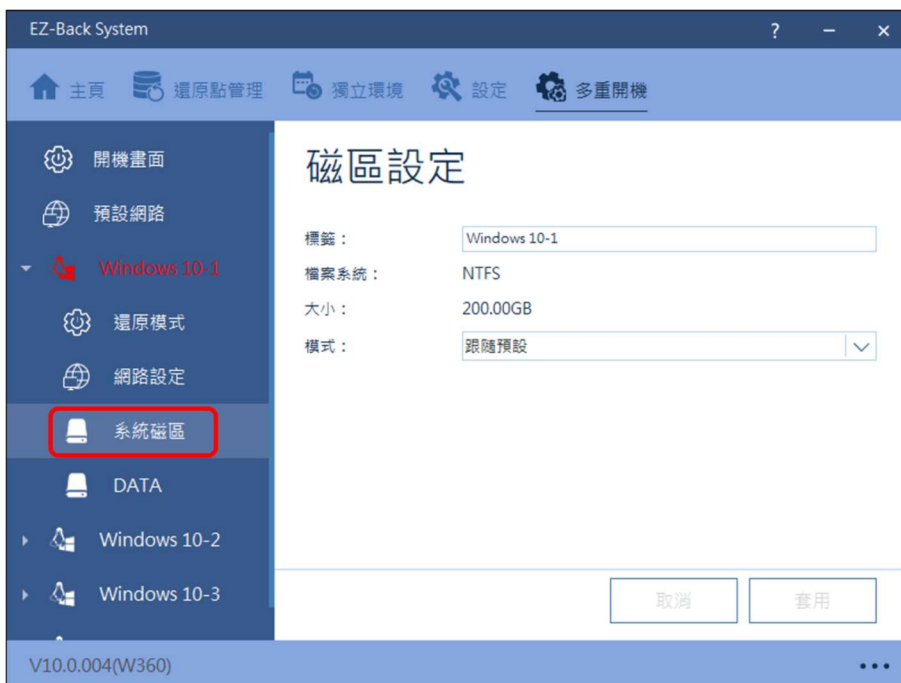 EZ-Back System
?
主頁
還原點管理
獨立環境
設定
多重開機
開機畫面
預設網路
Windows 10-1
還原模式
網路設定
系統磁區
DATA
Windows 10-2
Windows 10-3
磁區設定
標籤：
Windows 10-1
檔案系統：
NTFS
大小：
200.00GB
模式：
跟隨預設
取消
套用
V10.0.004(W360)